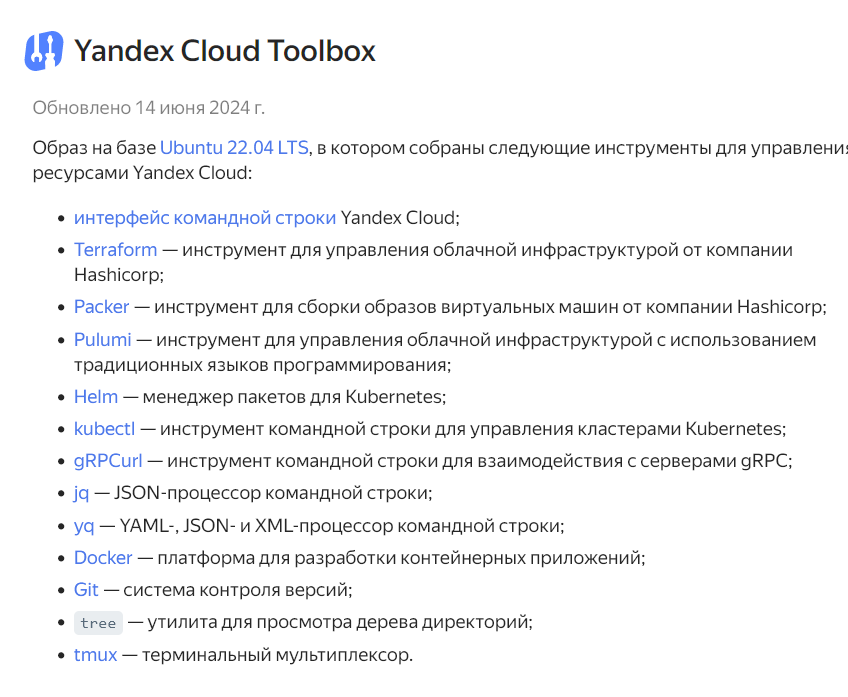 Yandex Cloud Toolbox
Обновлено 14 июня 2024 г.
Образ на базе Ubuntu 22.04 LTS, в котором собраны следующие инструменты для управления
ресурсами Yandex Cloud:
• интерфейс командной строки Yandex Cloud;
• Terraform — инструмент для управления облачной инфраструктурой от компании
Hashicorp;
• Packer — инструмент для сборки образов виртуальных машин от компании Hashicorp;
• Pulumi — инструмент для управления облачной инфраструктурой с использованием
традиционных языков программирования;
• Helm — менеджер пакетов для Kubernetes;
• kubectl — инструмент командной строки для управления кластерами Kubernetes;
• gRPCurl — инструмент командной строки для взаимодействия с серверами gRPC;
• jq — JSON-процессор командной строки;
• yq — YAML-, JSON- и XML-процессор командной строки;
• Docker — платформа для разработки контейнерных приложений;
• Git — система контроля версий;
• tree — утилита для просмотра дерева директорий;
• tmux — терминальный мультиплексор.